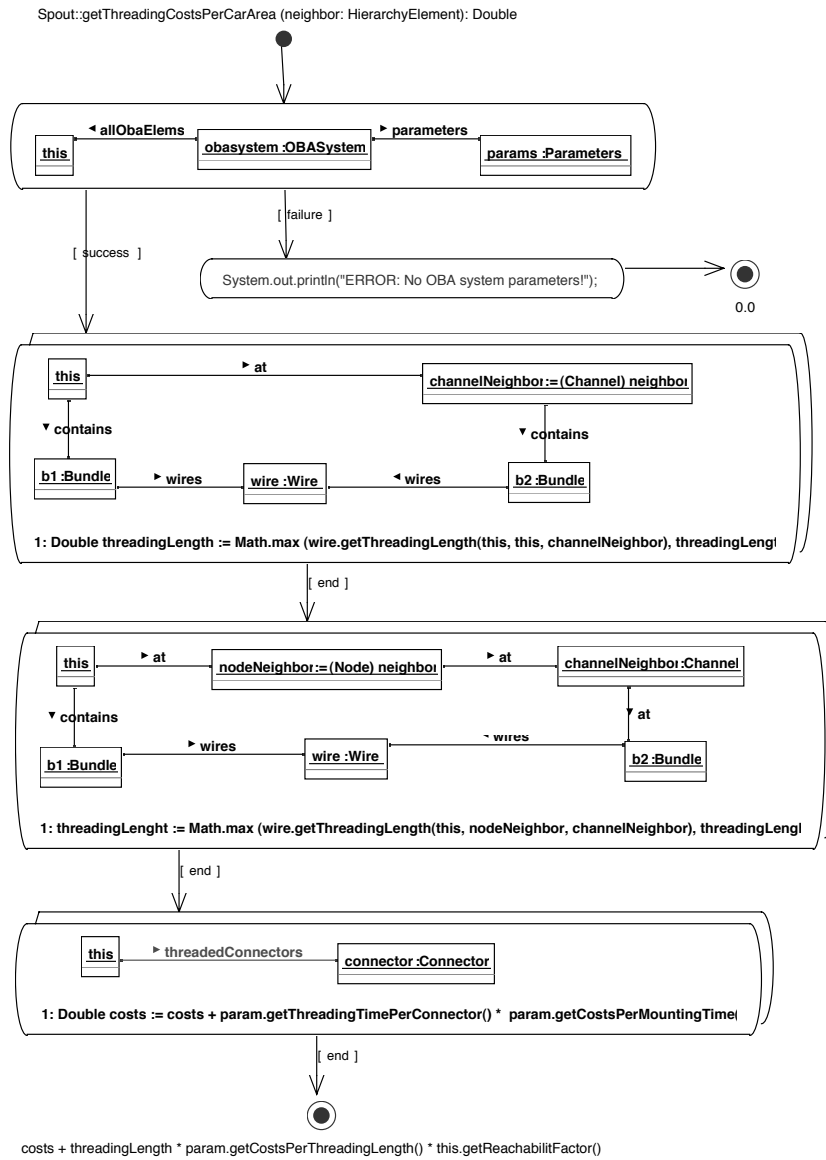 Spout::getThreadingCostsPerCarArea (neighbor: HierarchyElement): Double
◄ allObaElems
► parameters
this
obasystem :OBASystem
params :Parameters
[ failure ]
[ success ]
System.out.println("ERROR: No OBA system parameters!");
0.0
this
► at
channelNeighbor:=(Channel) neighbor
▼ contains
▼ contains
b1 :Bundle
► wires
wire :Wire
◄ wires
b2 :Bundle
1: Double threadingLength := Math.max (wire.getThreadingLength(this, this, channelNeighbor), threadingLengt
[ end ]
this
► at
nodeNeighbor:=(Node) neighbor
► at
channelNeighbor:Channel
▼ contains
▼ at
b1 :Bundle
► wires
wire :Wire
◄ wires
b2 :Bundle
1: threadingLenght := Math.max (wire.getThreadingLength(this, nodeNeighbor, channelNeighbor), threadingLengl
[ end ]
this
► threadedConnectors
connector :Connector
1: Double costs := costs + param.getThreadingTimePerConnector() * param.getCostsPerMountingTime(
[ end ]
costs + threadingLength * param.getCostsPerThreadingLength() * this.getReachabilitFactor()